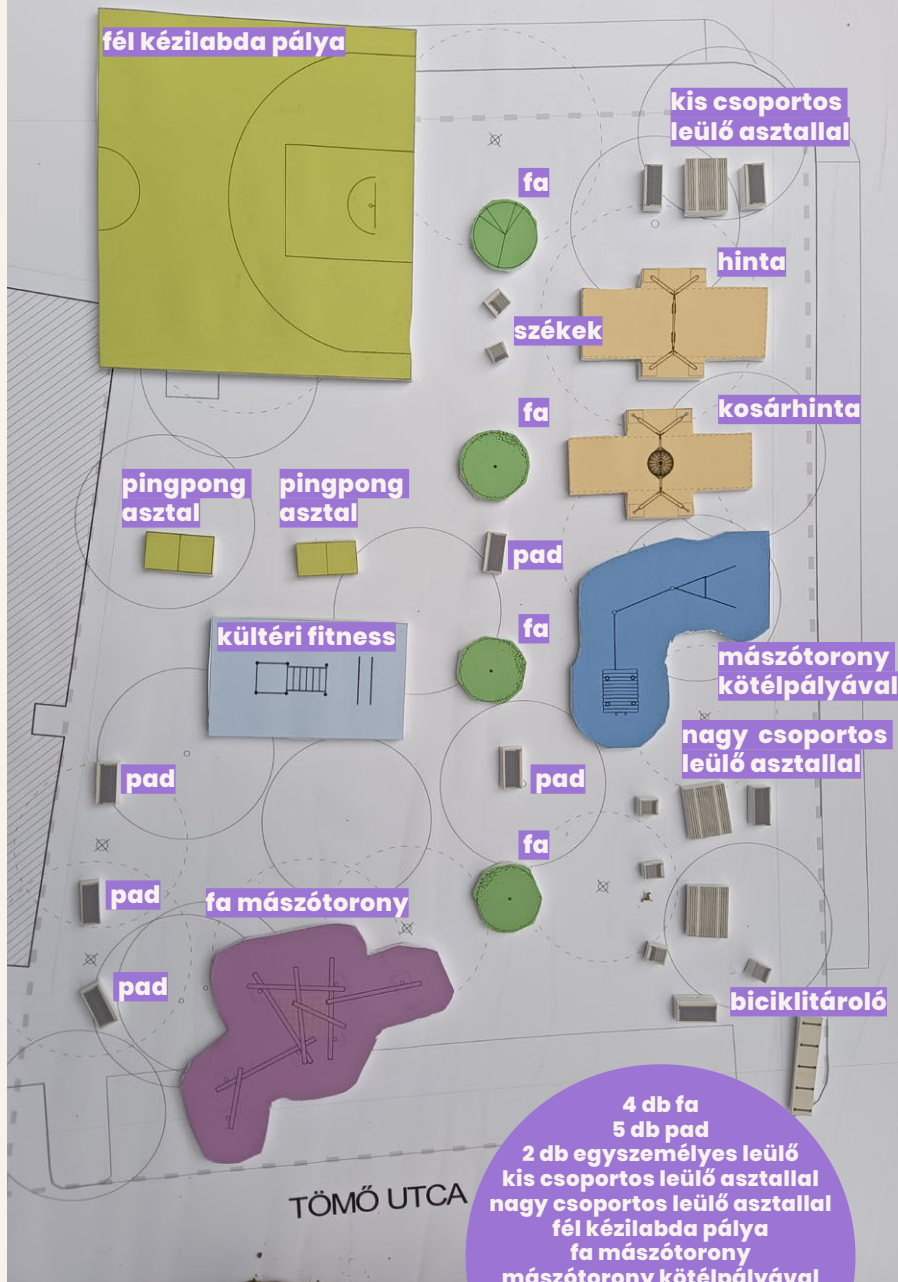 fél kézilabda pálya
kis csoportos
leülő asztallal
fa
hinta
székek
fa
kosárhinta
pingpong
asztal
pingpong
asztal
pad
fa
kültéri fitness
mászótorony
kötélpályával
nagy csoportos
leülő asztallal
pad
pad
fa
pad
fa mászótorony
pad
biciklitároló
TÖMŐ UTCA
4 db fa
5 db pad
2 db egyszemélyes leülő
kis csoportos leülő asztallal
nagy csoportos leülő asztallal
fél kézilabda pálya
fa mászótorony
mászótorony kötélpályával